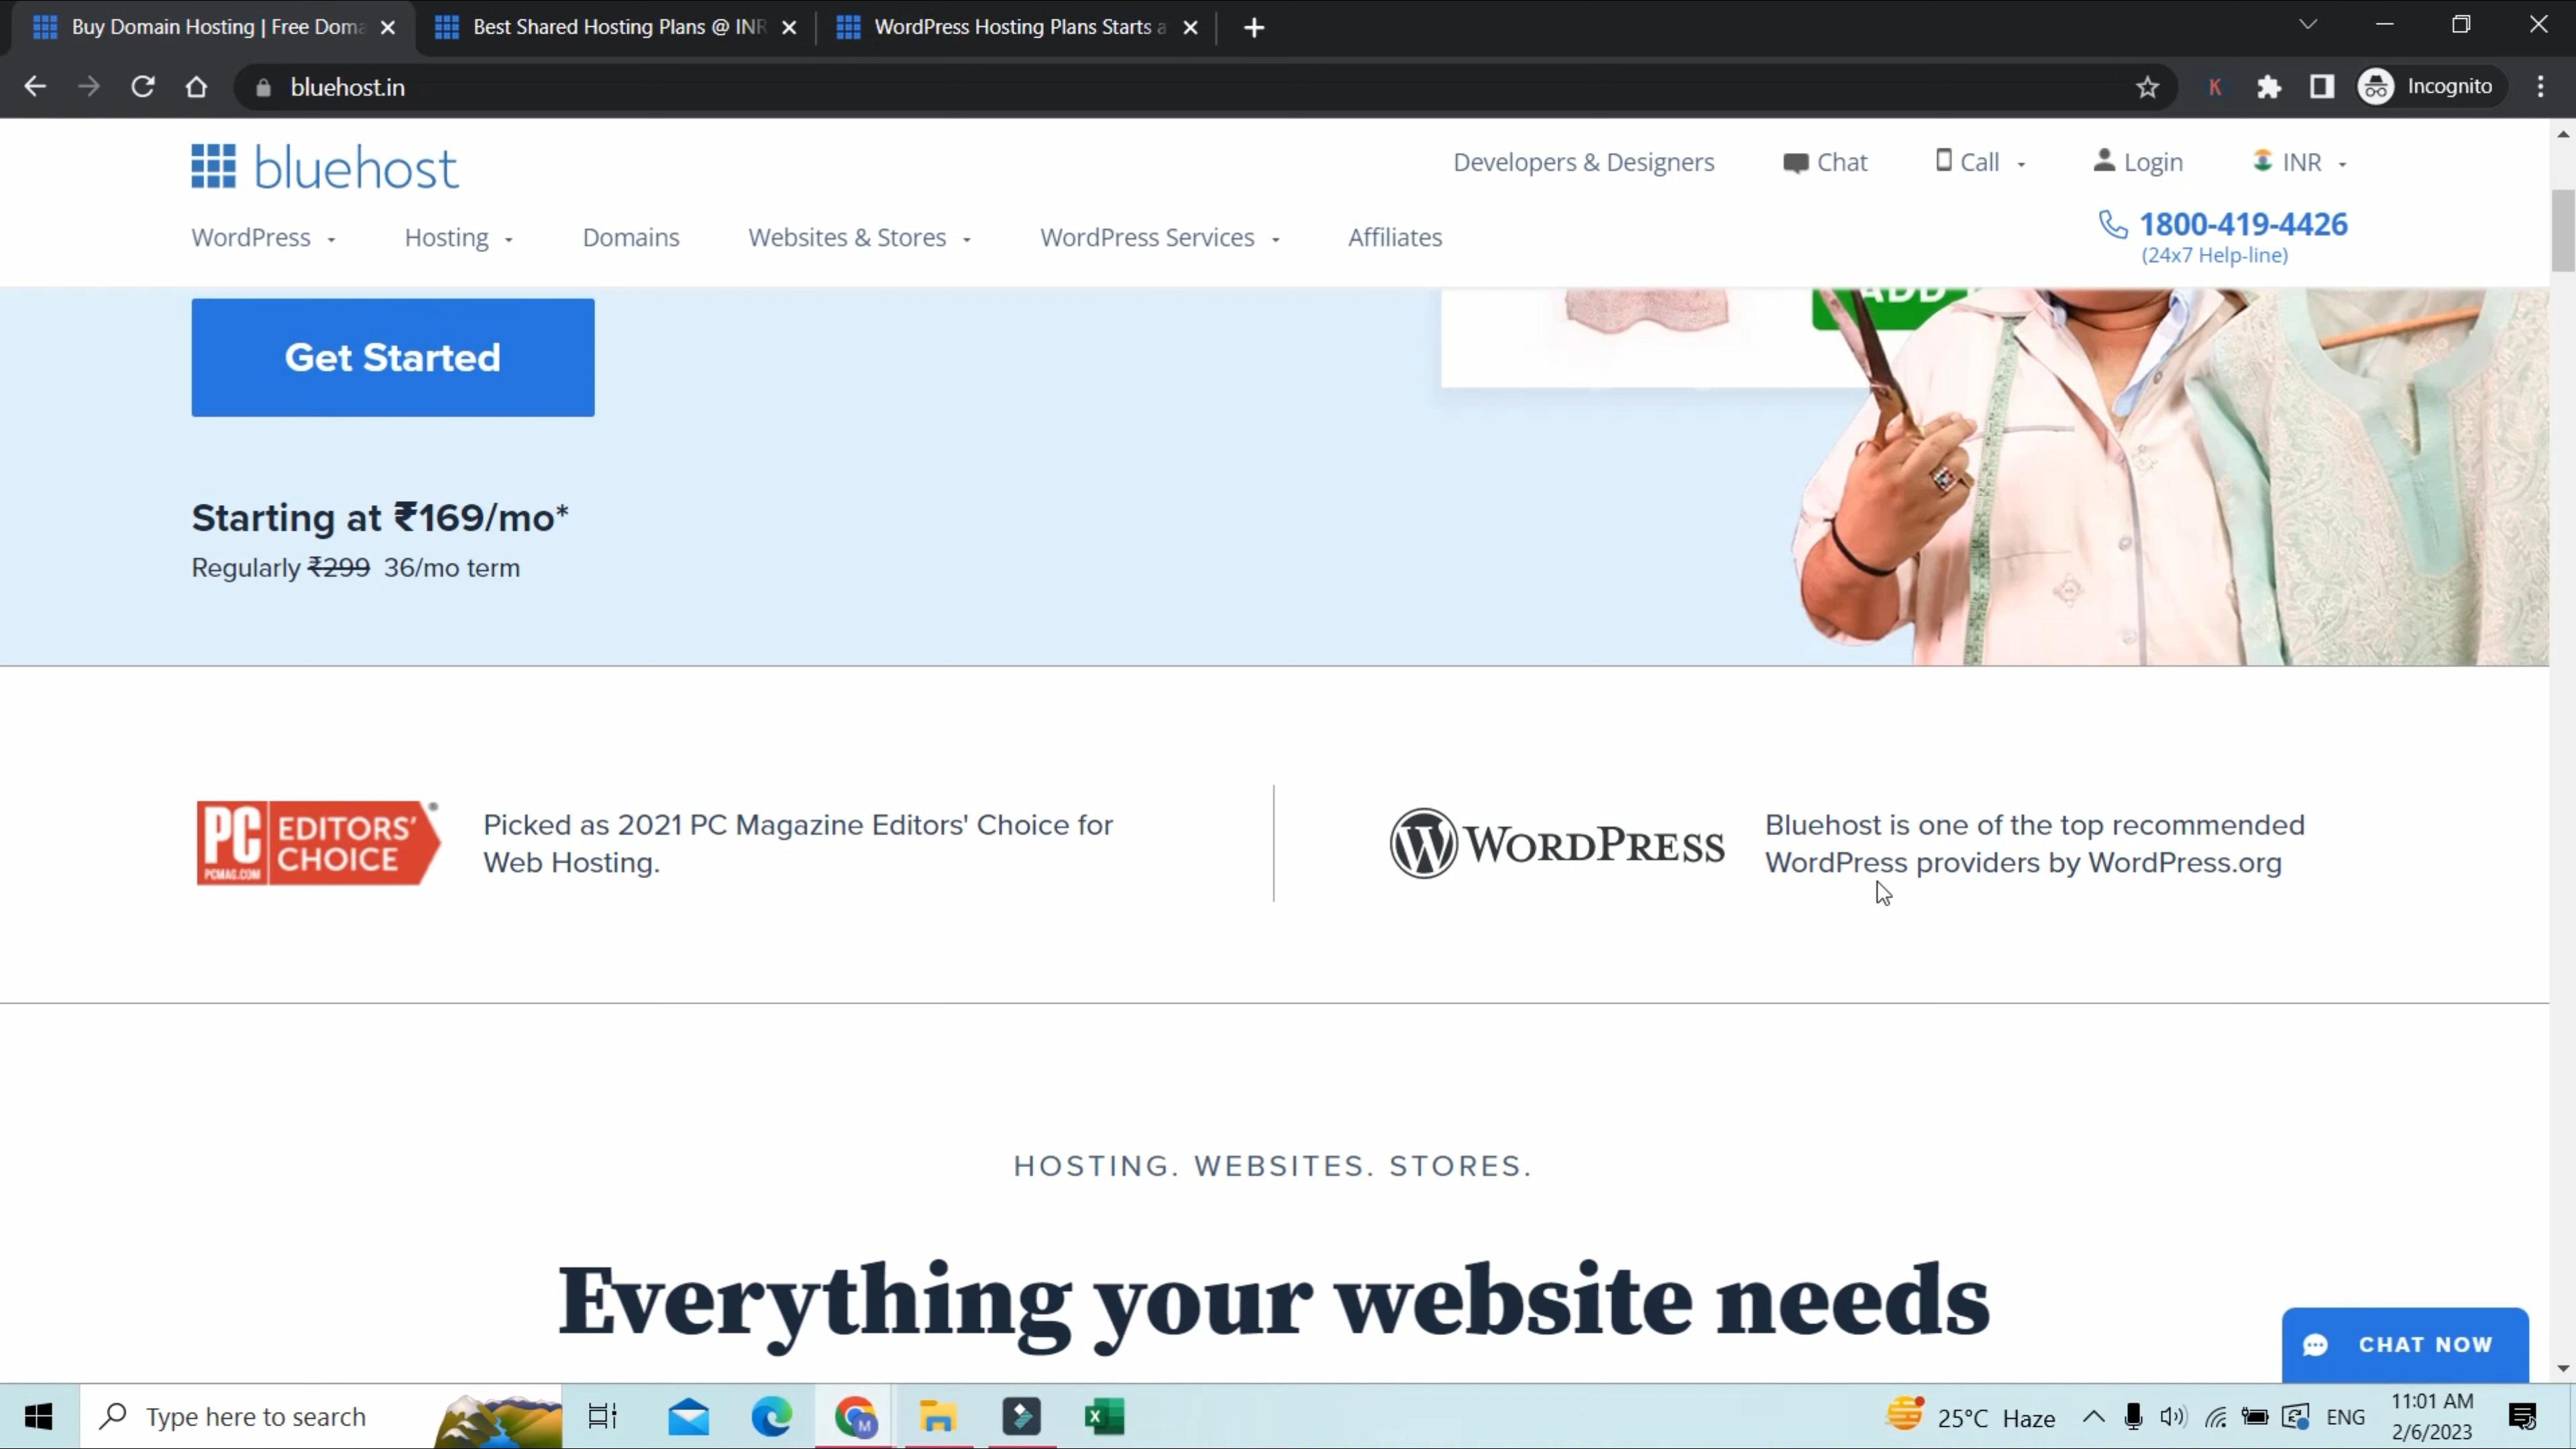 Buy Domain Hosting | Free Doma
Best Shared Hosting Plans @ INR
WordPress Hosting Plans Starts a
bluehost.in
K
Incognito
bluehost
Developers & Designers
Chat
Call
Login
INR
WordPress
Hosting
Domains
Websites & Stores
WordPress Services
Affiliates
1800-419-4426
(24x7 Help-line)
Get Started
ADD
Starting at ₹169/mo*
Regularly ₹299 36/mo term
PC EDITORS' CHOICE
PCMAG.COM
Picked as 2021 PC Magazine Editors' Choice for
Web Hosting.
WORDPRESS
Bluehost is one of the top recommended
WordPress providers by WordPress.org
HOSTING. WEBSITES. STORES.
Everything your website needs
CHAT NOW
Type here to search
M
25°C Haze
ENG
11:01 AM
2/6/2023